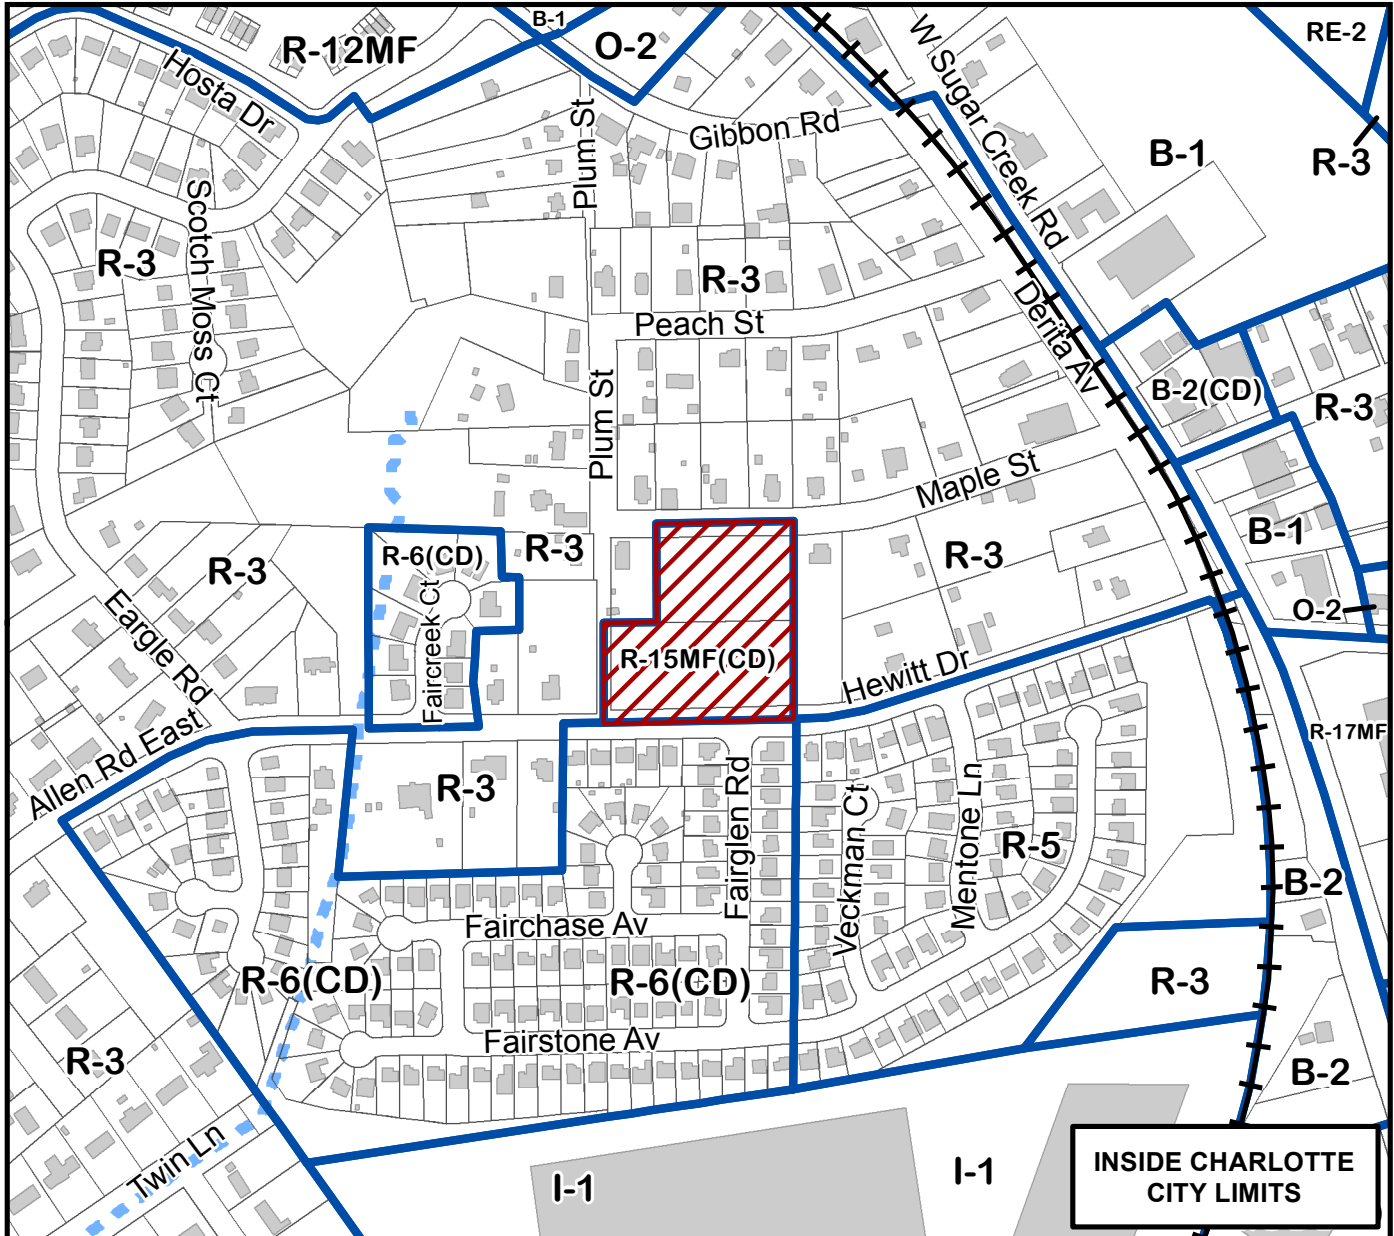 B-1
R-12MF
O-2
RE-2
Hosta Dr
W Sugar Creek Rd
Gibbon Rd
Plum St
B-1
R-3
Scotch Moss Ct
R-3
R-3
Peach St
Derita Av
Plum St
B-2(CD)
R-3
Maple St
B-1
R-6(CD)
R-3
R-3
R-3
Faircreek Ct
O-2
Eargle Rd
R-15MF(CD)
Hewitt Dr
Allen Rd East
R-17MF
R-3
Fairglen Rd
Veckman Ct
Mentone Ln
R-5
B-2
Fairchase Av
R-6(CD)
R-6(CD)
R-3
Fairstone Av
R-3
B-2
Twin Ln
I-1
I-1
INSIDE CHARLOTTE
CITY LIMITS